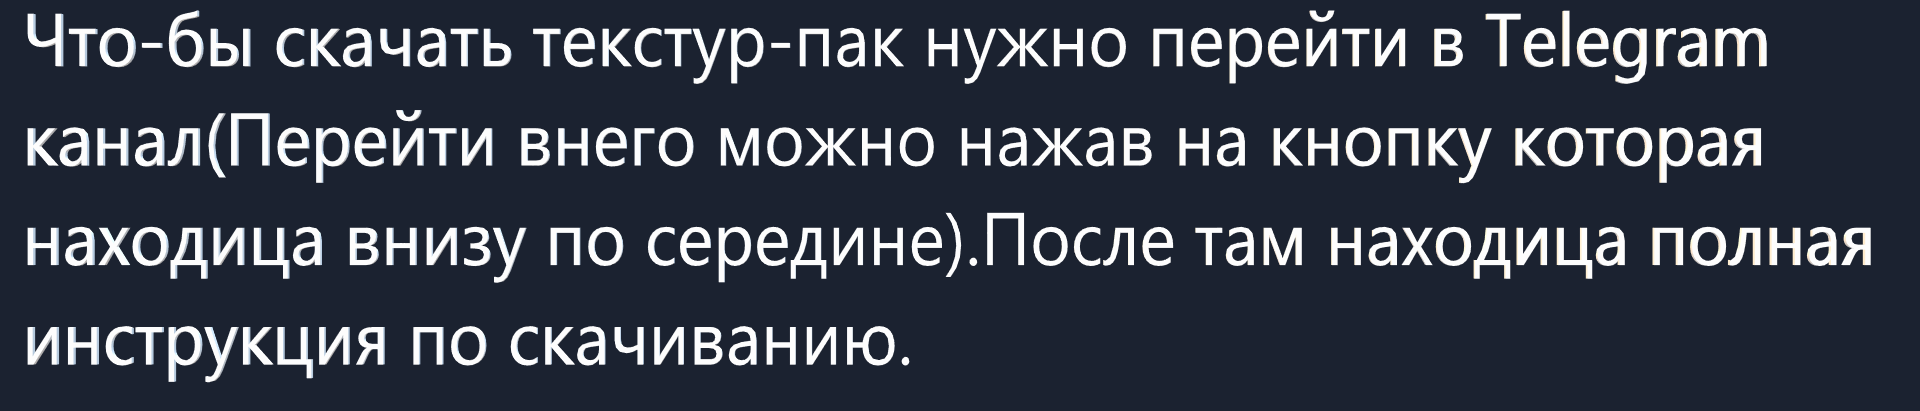 Что-бы скачать текстур-пак нужно перейти в Telegram
канал(Перейти внего можно нажав на кнопку которая
находица внизу по середине).После там находица полная
инструкция по скачиванию.